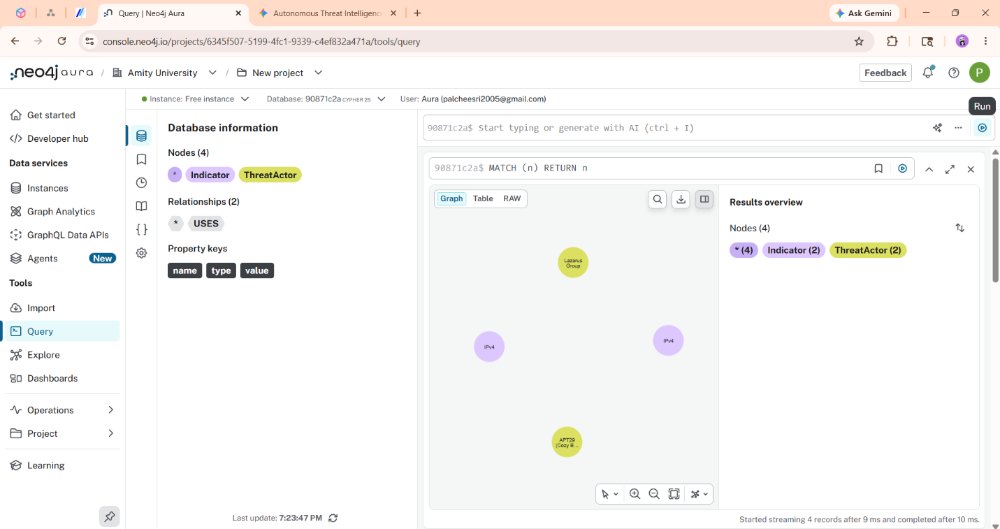 Query | Neo4j Aura
Autonomous Threat Intelligence
Ask Gemini
console.neo4j.io/projects/6345f507-5199-4fc1-9339-c4ef832a471a/tools/query
neo4j aura / Amity University / New project
Feedback
P
Instance: Free instance
Database: 90871c2a CYPHER 25
User: Aura (palcheesri2005@gmail.com)
Run
Get started
Developer hub
Data services
Instances
Graph Analytics
GraphQL Data APIs
Agents New
Tools
Import
Query
Explore
Dashboards
Operations
Project
Learning
Database information
Nodes (4)
* Indicator ThreatActor
Relationships (2)
* USES
Property keys
name type value
Last update: 7:23:47 PM
90871c2a$ Start typing or generate with AI (ctrl + I)
90871c2a$ MATCH (n) RETURN n
Graph Table RAW
Lazarus
Group
IPv4
IPv4
APT29
(Cozy B...
Results overview
Nodes (4)
* (4) Indicator (2) ThreatActor (2)
Started streaming 4 records after 9 ms and completed after 10 ms.